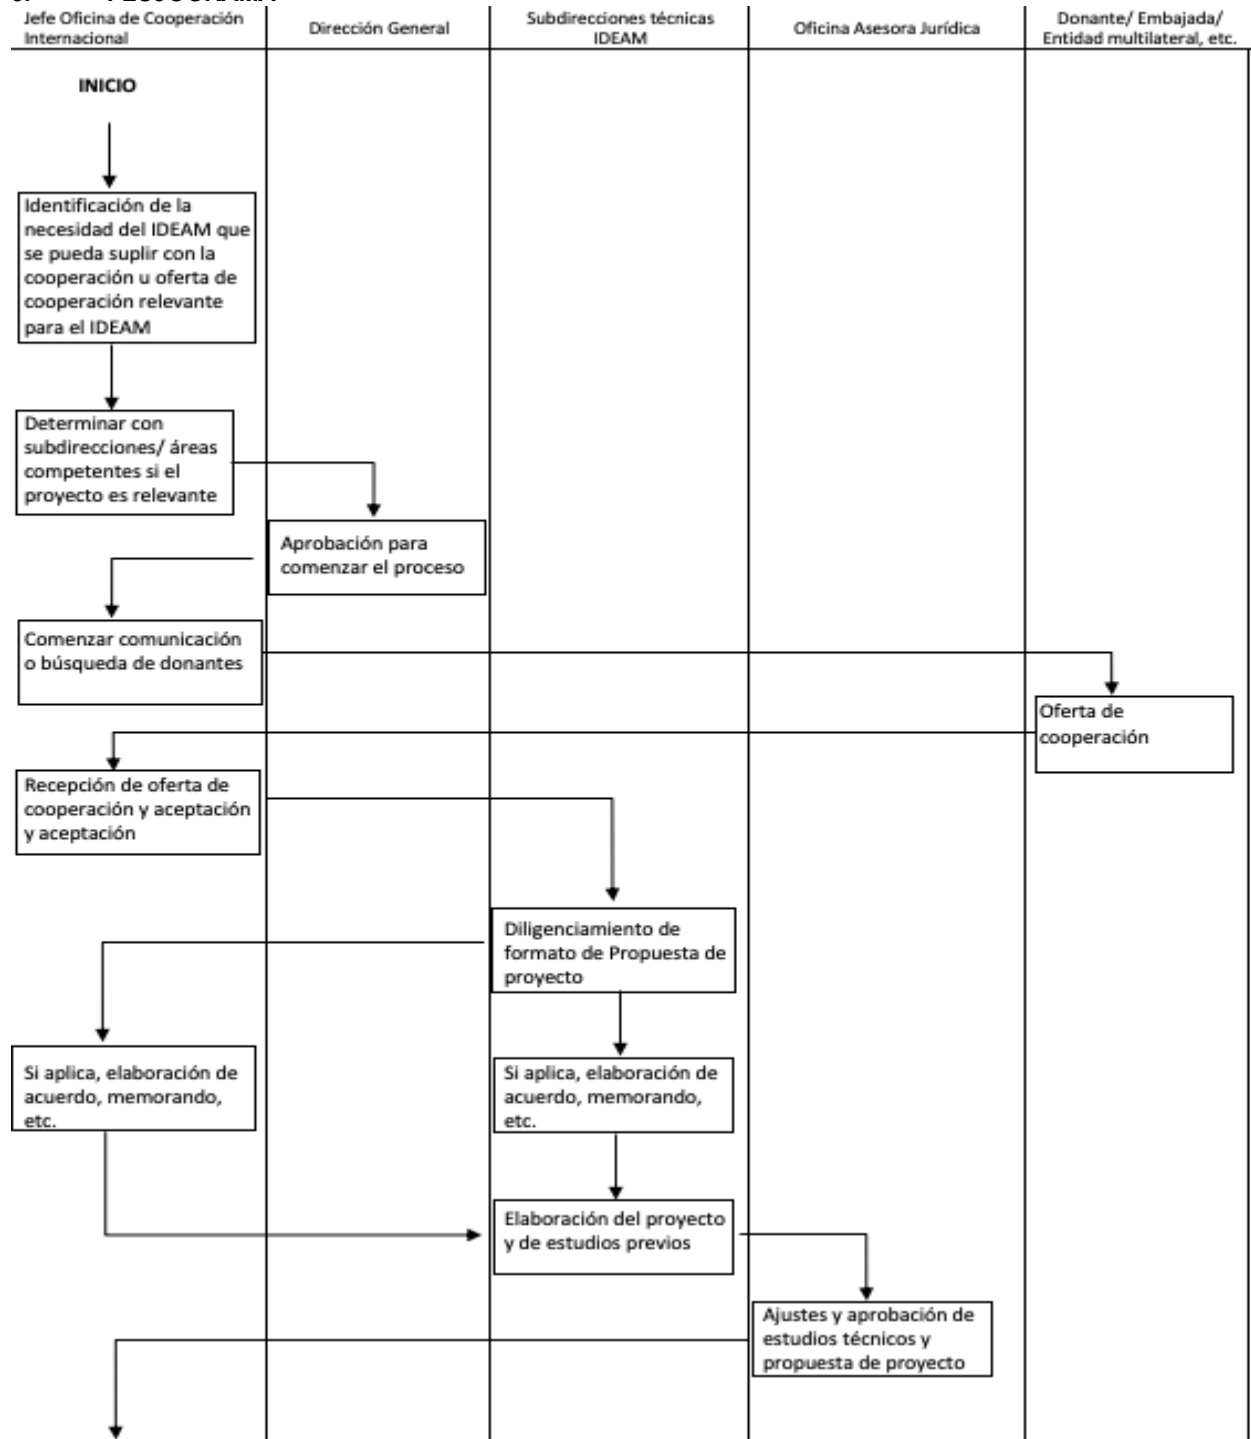 Jefe Oficina de Cooperación
Internacional
Dirección General
Subdirecciones técnicas
IDEAM
Oficina Asesora Jurídica
Donante/ Embajada/
Entidad multilateral, etc.
INICIO
Identificación de la
necesidad del IDEAM que
se pueda suplir con la
cooperación u oferta de
cooperación relevante
para el IDEAM
Determinar con
subdirecciones/ áreas
competentes si el
proyecto es relevante
Aprobación para
comenzar el proceso
Comenzar comunicación
o búsqueda de donantes
Oferta de
cooperación
Recepción de oferta de
cooperación y aceptación
y aceptación
Diligenciamiento de
formato de Propuesta de
proyecto
Si aplica, elaboración de
acuerdo, memorando,
etc.
Si aplica, elaboración de
acuerdo, memorando,
etc.
Elaboración del proyecto
y de estudios previos
Ajustes y aprobación de
estudios técnicos y
propuesta de proyecto